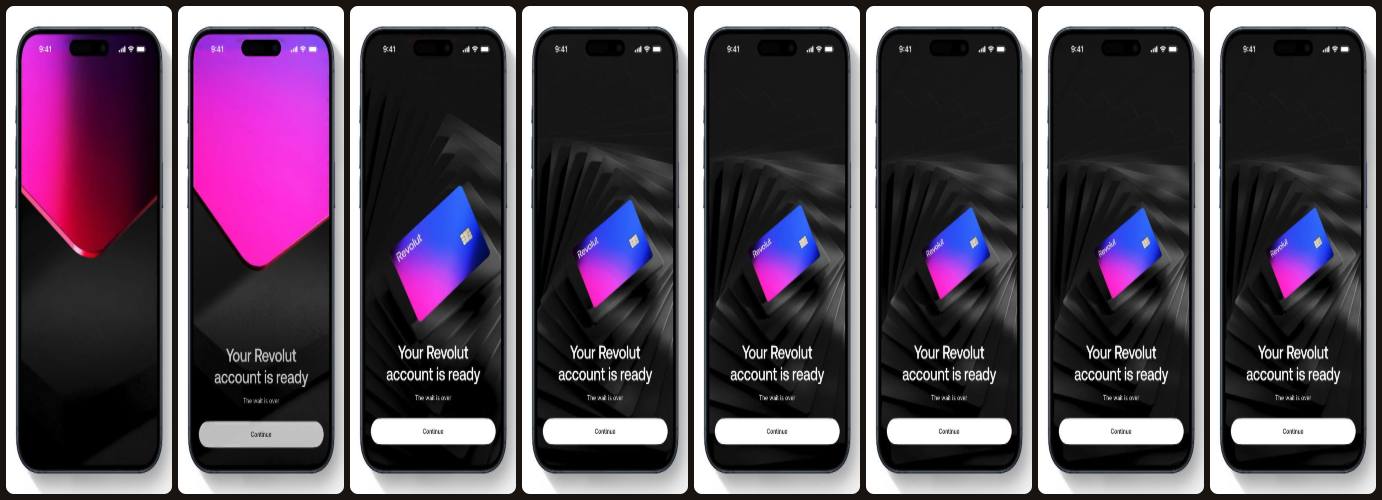 9:41
9:41
Your Revolut
account is ready
The wait is over
Continue
9:41
Revolut
Your Revolut
account is ready
The wait is over
Continue
9:41
Revolut
Your Revolut
account is ready
The wait is over
Continue
9:41
Revolut
Your Revolut
account is ready
The wait is over
Continue
9:41
Revolut
Your Revolut
account is ready
The wait is over
Continue
9:41
Revolut
Your Revolut
account is ready
The wait is over
Continue
9:41
Revolut
Your Revolut
account is ready
The wait is over
Continue